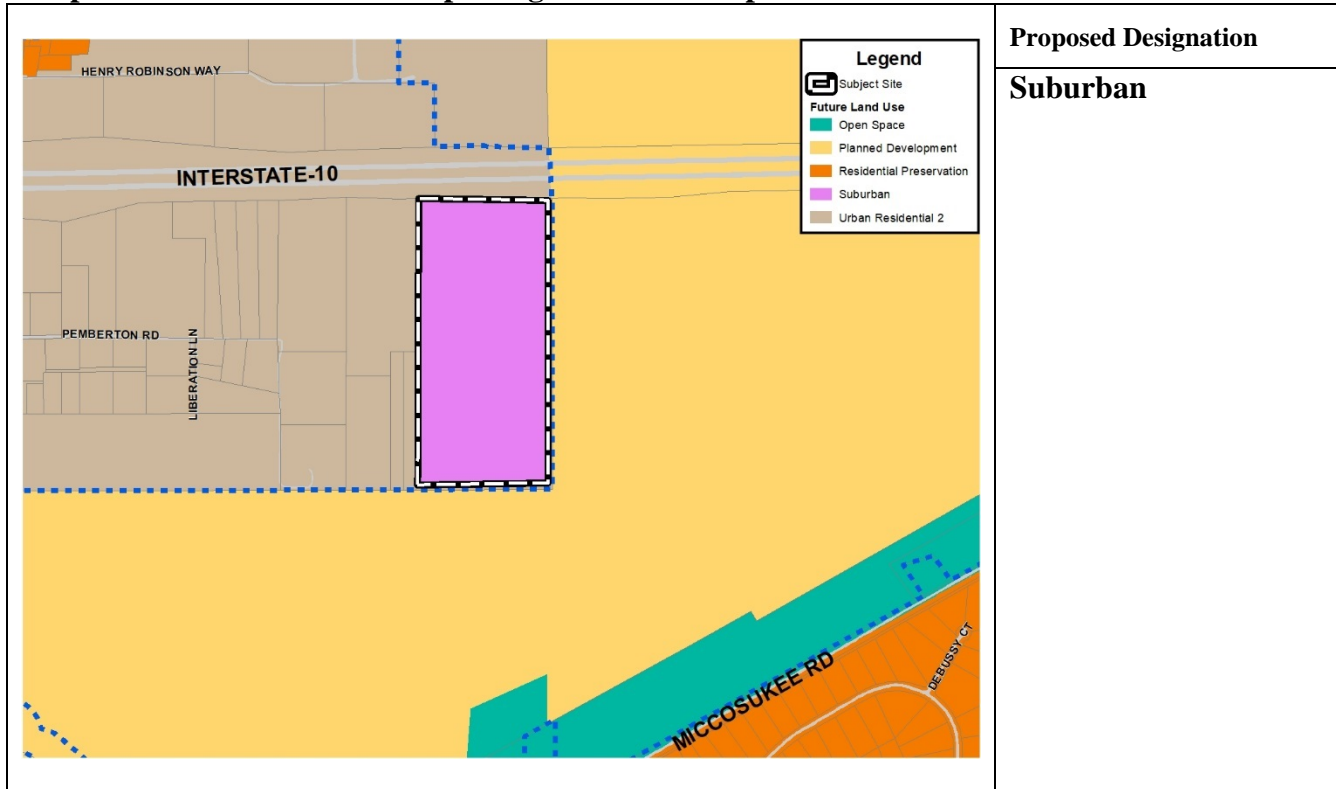 Proposed Designation
Suburban
Legend
Subject Site
Future Land Use
Open Space
Planned Development
Residential Preservation
Suburban
Urban Residential 2
HENRY ROBINSON WAY
INTERSTATE-10
PEMBERTON RD
LIBERATION LN
MICCOSUKEE RD
DEBUSSY CT